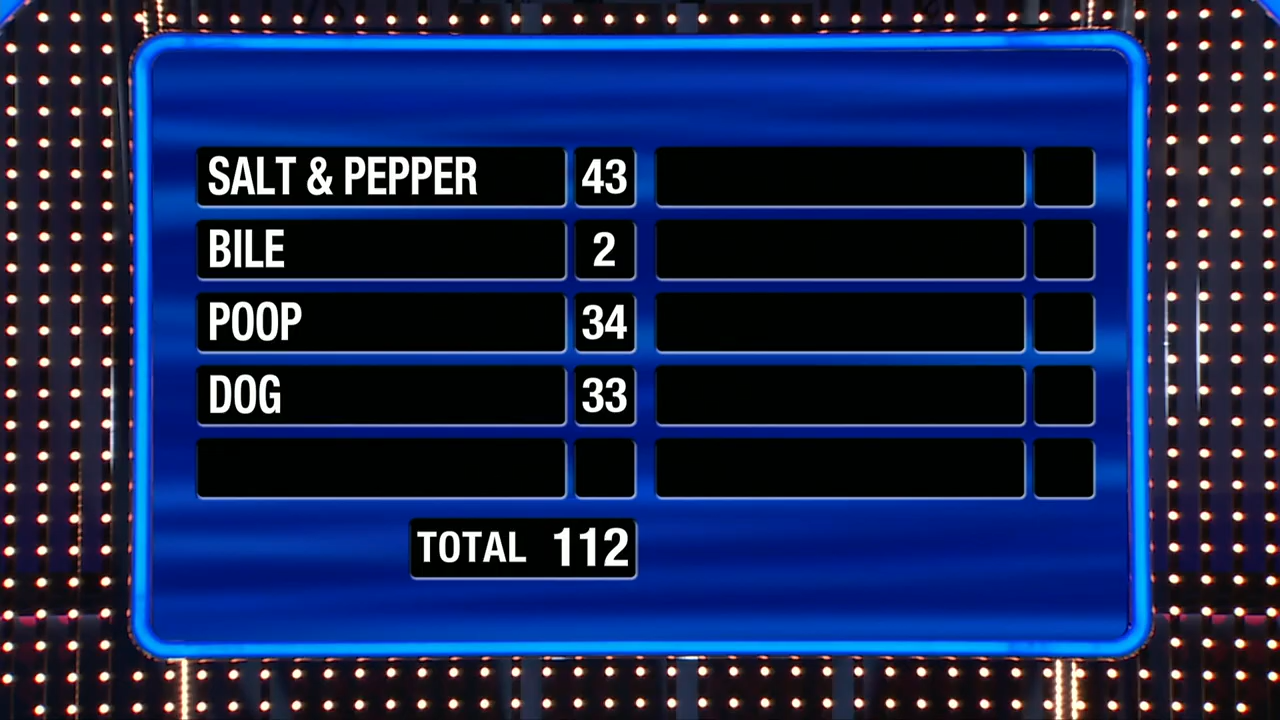 SALT & PEPPER 43
BILE 2
POOP 34
DOG 33
TOTAL 112